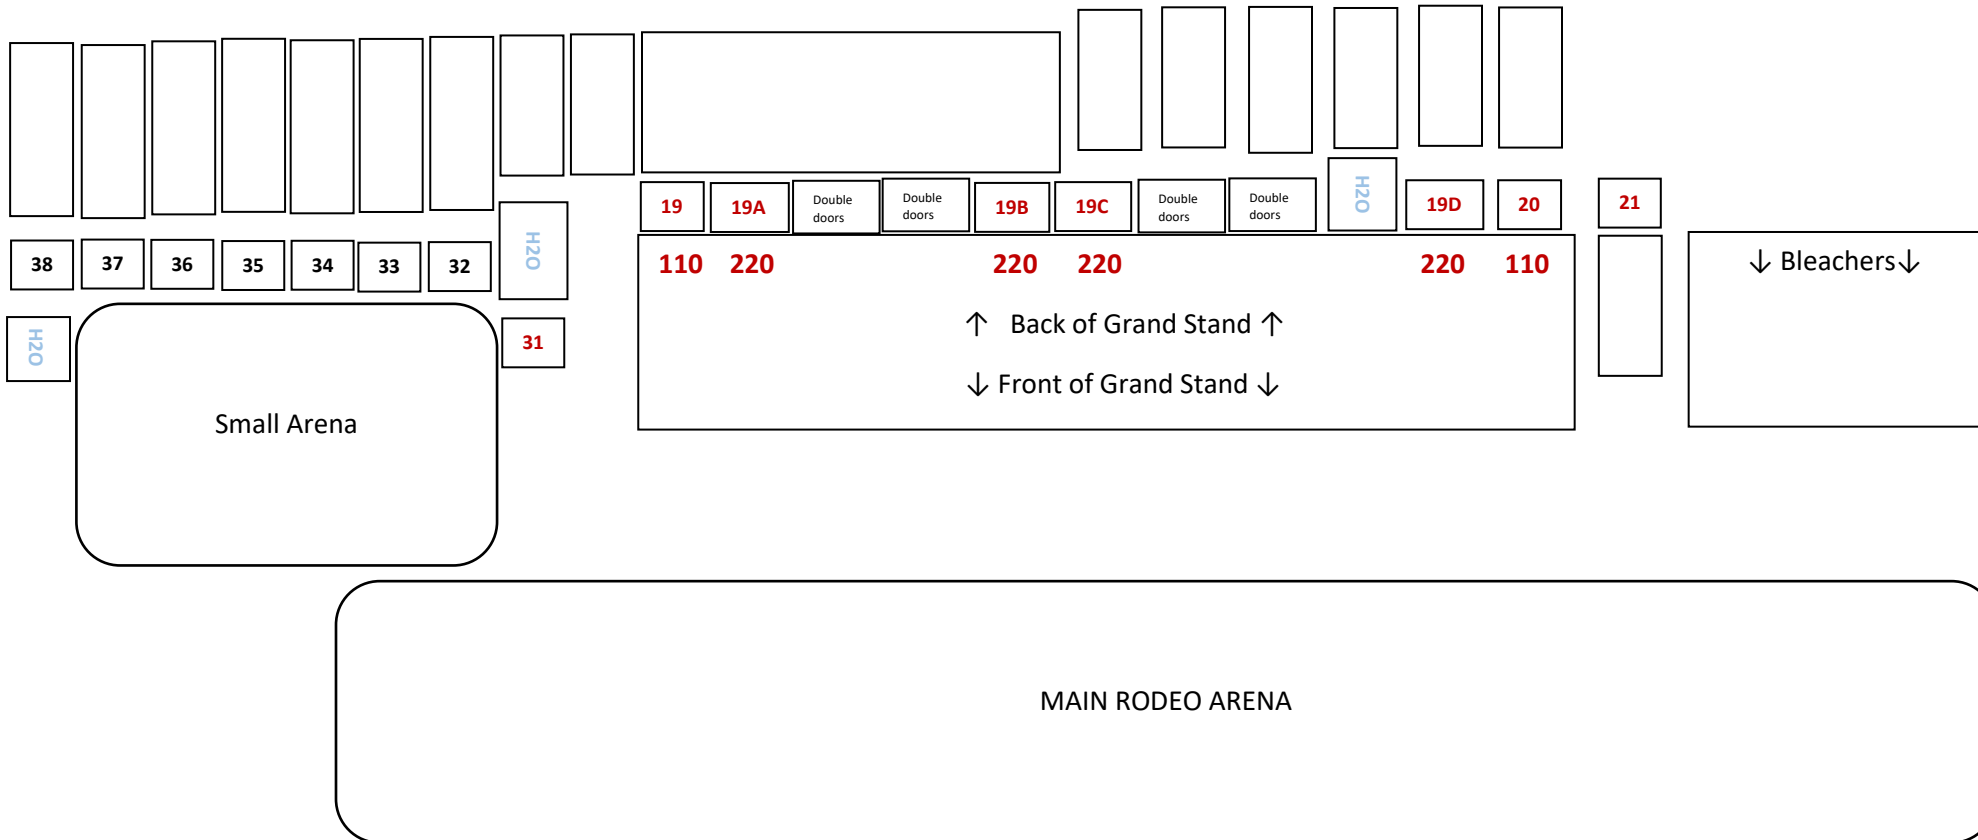 19 19A Double doors Double doors 19B 19C Double doors Double doors H2O 19D 20 21
38 37 36 35 34 33 32 H2O
110 220 220 220 220 110
↓ Bleachers↓
↑ Back of Grand Stand ↑
H2O
31
↓ Front of Grand Stand ↓
Small Arena
MAIN RODEO ARENA